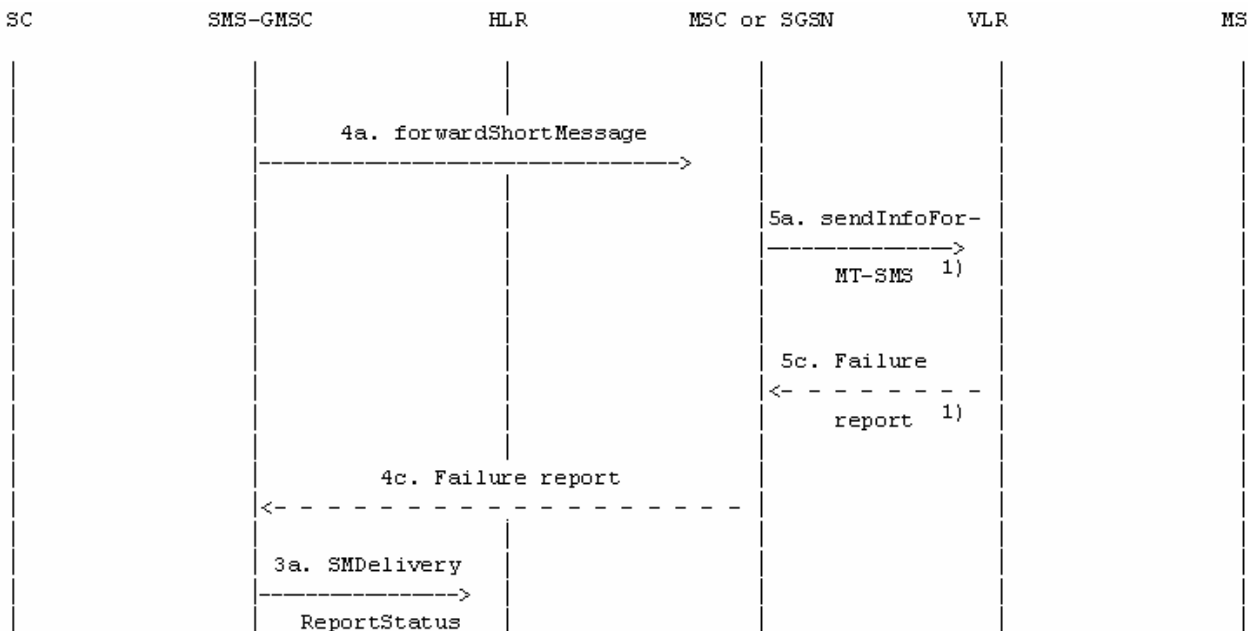 SC SMS-GMSC HLR MSC or SGSN VLR MS
4a. forwardShortMessage
5a. sendInfoFor-
MT-SMS 1)
5c. Failure
report 1)
4c. Failure report
3a. SMDelivery
ReportStatus